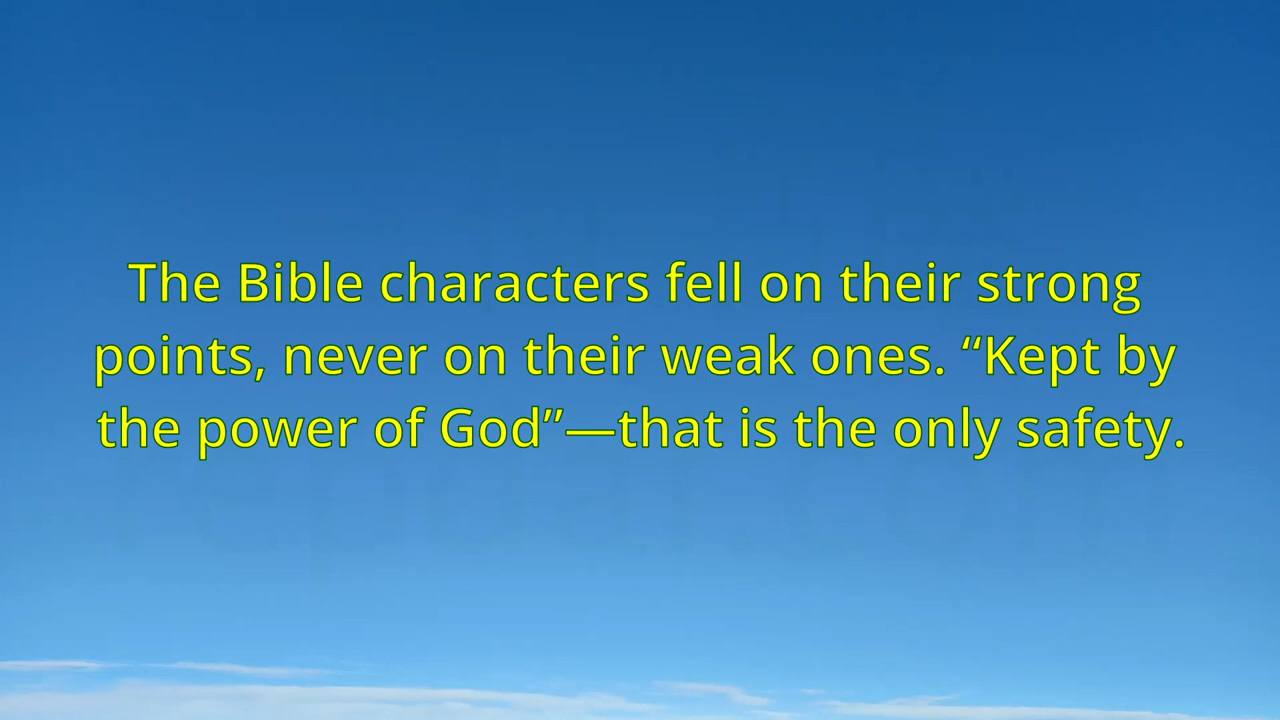 The Bible characters fell on their strong
points, never on their weak ones. “Kept by
the power of God”—that is the only safety.